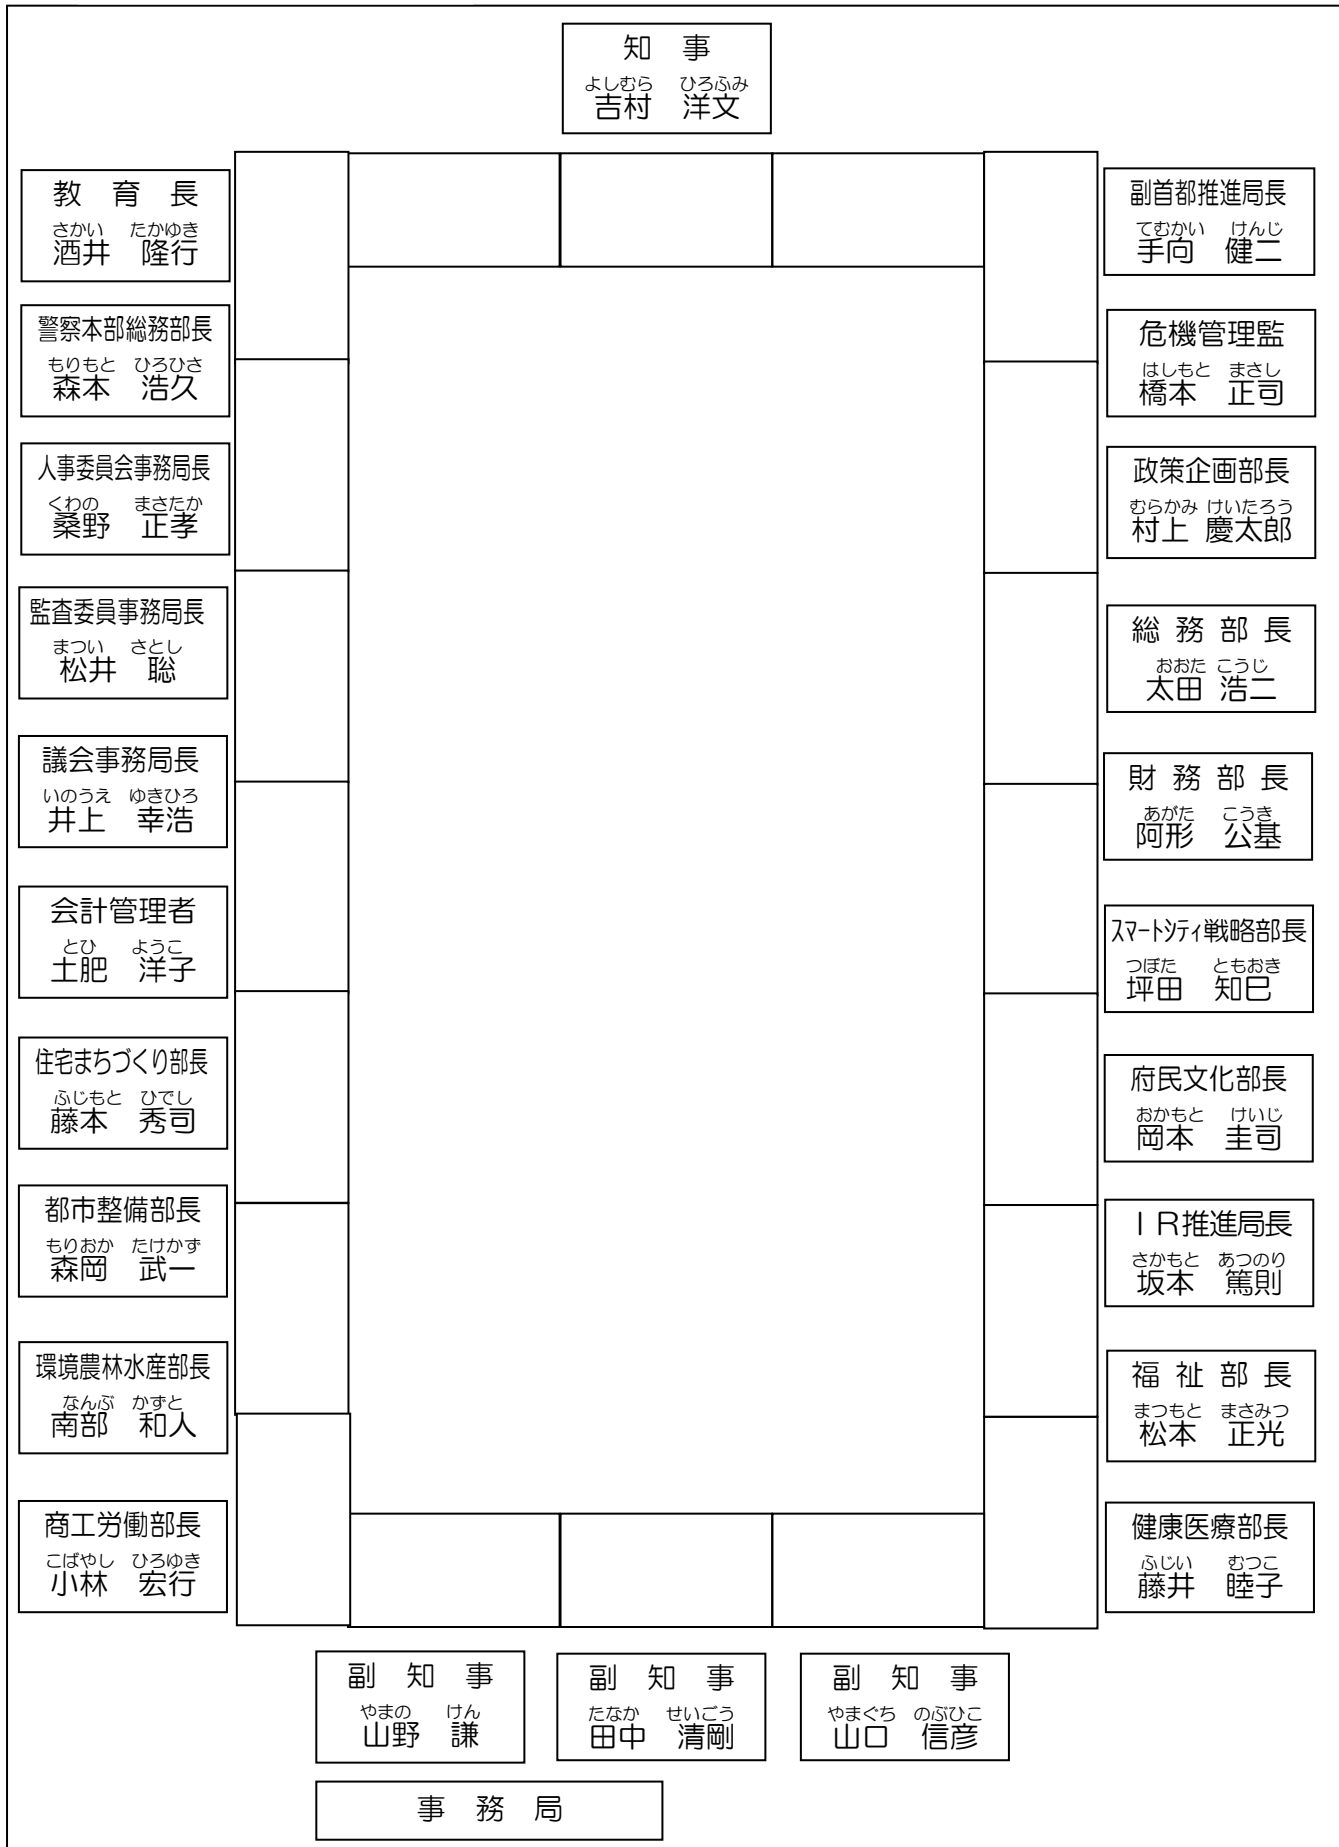 知　事
よしむら　ひろふみ
吉村　洋文
教　育　長
さかい　たかゆき
酒井　隆行
警察本部総務部長
もりもと　ひろひさ
森本　浩久
人事委員会事務局長
くわの　まさたか
桑野　正孝
監査委員事務局長
まつい　さとし
松井　聡
議会事務局長
いのうえ　ゆきひろ
井上　幸浩
会計管理者
とひ　ようこ
土肥　洋子
住宅まちづくり部長
ふじもと　ひでし
藤本　秀司
都市整備部長
もりおか　たけかず
森岡　武一
環境農林水産部長
なんぶ　かずと
南部　和人
商工労働部長
こばやし　ひろゆき
小林　宏行
副首都推進局長
てむかい　けんじ
手向　健二
危機管理監
はしもと　まさし
橋本　正司
政策企画部長
むらかみ けいたろう
村上 慶太郎
総 務 部 長
おおた こうじ
太田 浩二
財 務 部 長
あがた　こうき
阿形　公基
ｽﾏｰﾄｼﾃｨ戦略部長
つぼた　ともおき
坪田　知巳
府民文化部長
おかもと　けいじ
岡本　圭司
ＩＲ推進局長
さかもと　あつのり
坂本　篤則
福 祉 部 長
まつもと　まさみつ
松本　正光
健康医療部長
ふじい　むつこ
藤井　睦子
副　知　事
やまの　けん
山野　謙
副　知　事
たなか　せいごう
田中　清剛
副　知　事
やまぐち　のぶひこ
山口　信彦
事　務　局